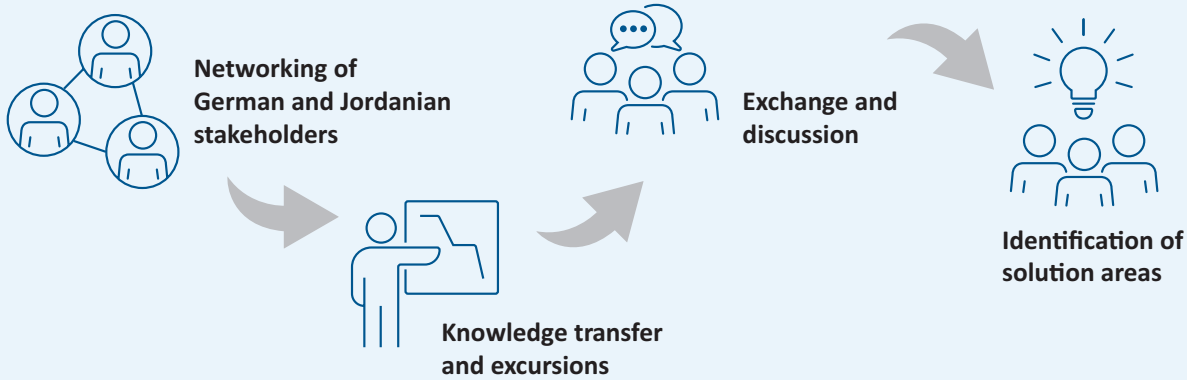 Networking of
German and Jordanian
stakeholders
Knowledge transfer
and excursions
Exchange and
discussion
Identification of
solution areas